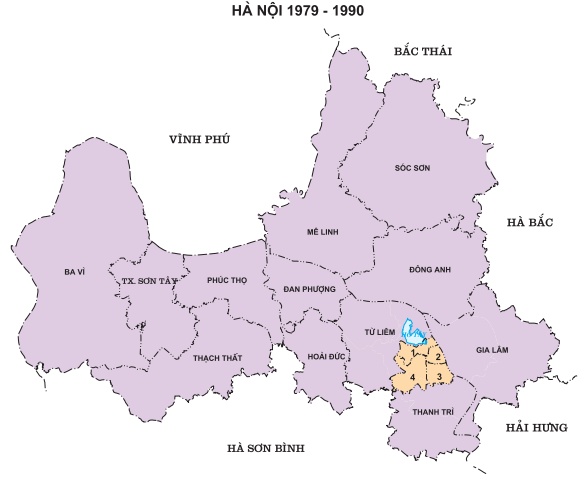 HÀ NỘI 1979 - 1990
BẮC THÁI
VĨNH PHÚ
SÓC SƠN
HÀ BẮC
MÊ LINH
BA VÌ
TX. SƠN TÂY
PHÚC THỌ
ĐAN PHƯỢNG
ĐÔNG ANH
TỪ LIÊM
GIA LÂM
THẠCH THẤT
HOÀI ĐỨC
1
2
4
3
THANH TRÌ
HẢI HƯNG
HÀ SƠN BÌNH